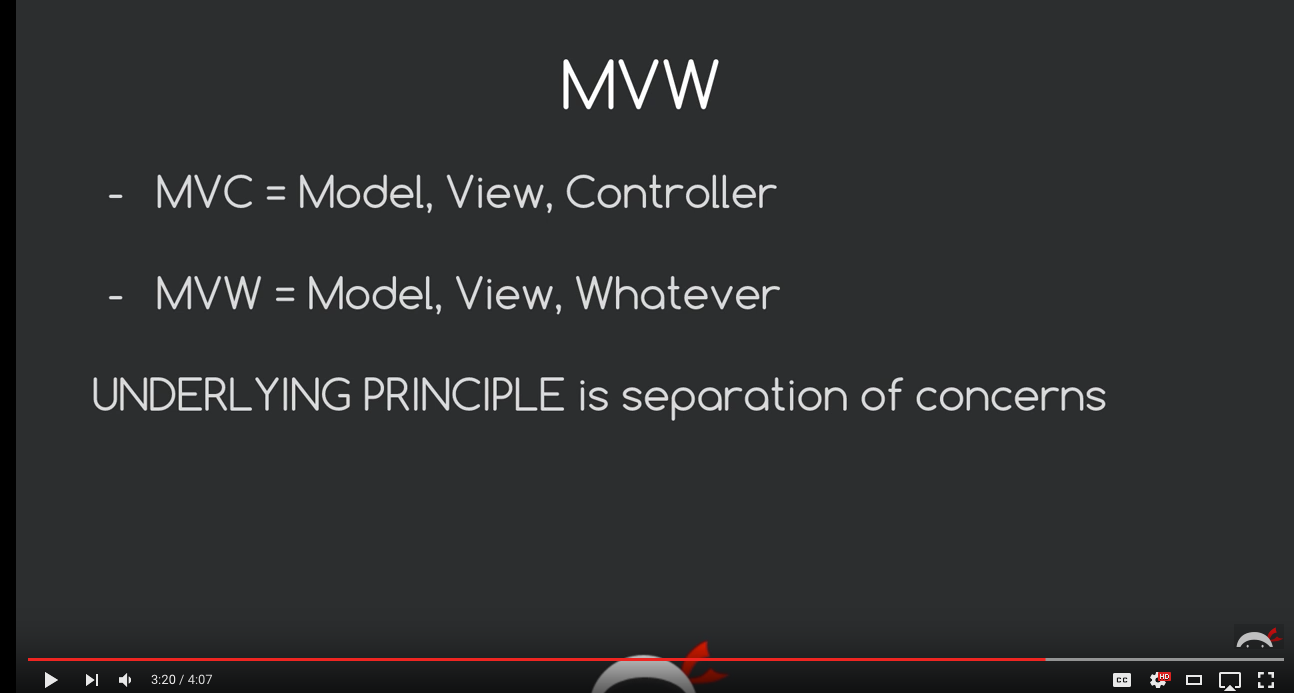 MVW
- MVC = Model, View, Controller
- MVW = Model, View, Whatever
UNDERLYING PRINCIPLE is separation of concerns
3:20 / 4:07
CC
HD